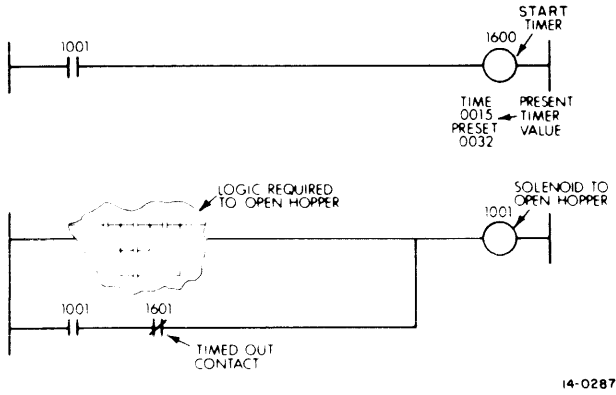 START
TIMER
1001
1600
TIME
0015
PRESET
0032
PRESENT
TIMER
VALUE
LOGIC REQUIRED
TO OPEN HOPPER
SOLENOID TO
OPEN HOPPER
1001
1001
1601
TIMED OUT
CONTACT
14-0287